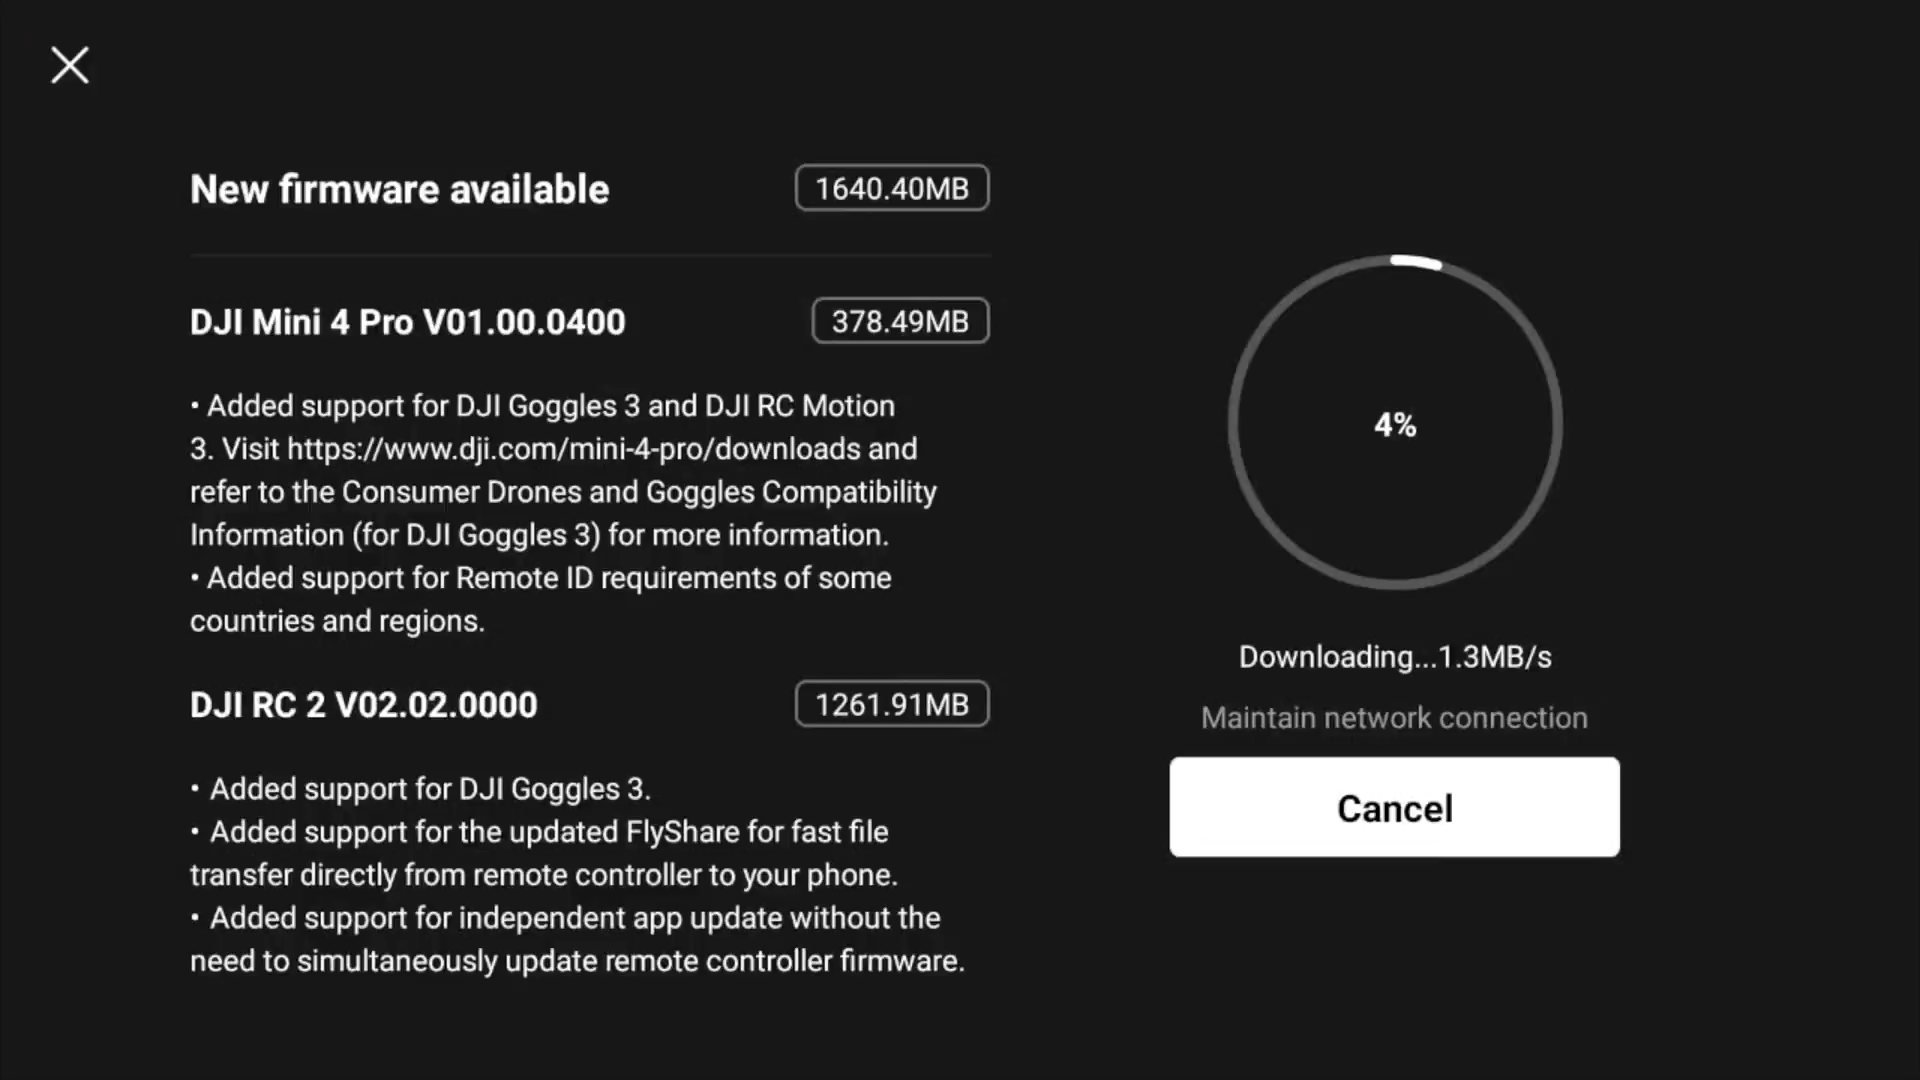 New firmware available 1640.40MB
DJI Mini 4 Pro V01.00.0400 378.49MB
• Added support for DJI Goggles 3 and DJI RC Motion
3. Visit https://www.dji.com/mini-4-pro/downloads and
refer to the Consumer Drones and Goggles Compatibility
Information (for DJI Goggles 3) for more information.
• Added support for Remote ID requirements of some
countries and regions.
DJI RC 2 V02.02.0000 1261.91MB
• Added support for DJI Goggles 3.
• Added support for the updated FlyShare for fast file
transfer directly from remote controller to your phone.
• Added support for independent app update without the
need to simultaneously update remote controller firmware.
4%
Downloading...1.3MB/s
Maintain network connection
Cancel